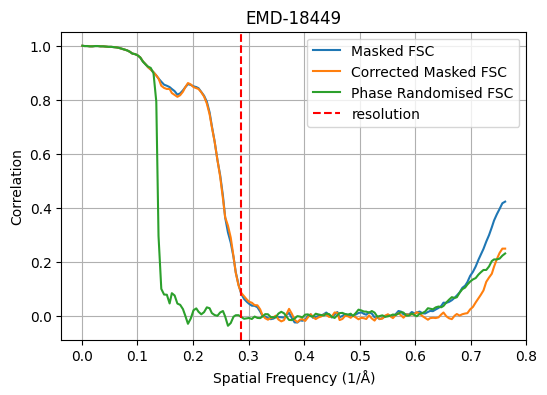 EMD-18449
Masked FSC
Corrected Masked FSC
Phase Randomised FSC
resolution
Correlation
1.0
0.8
0.6
0.4
0.2
0.0
0.0 0.1 0.2 0.3 0.4 0.5 0.6 0.7 0.8
Spatial Frequency (1/Å)